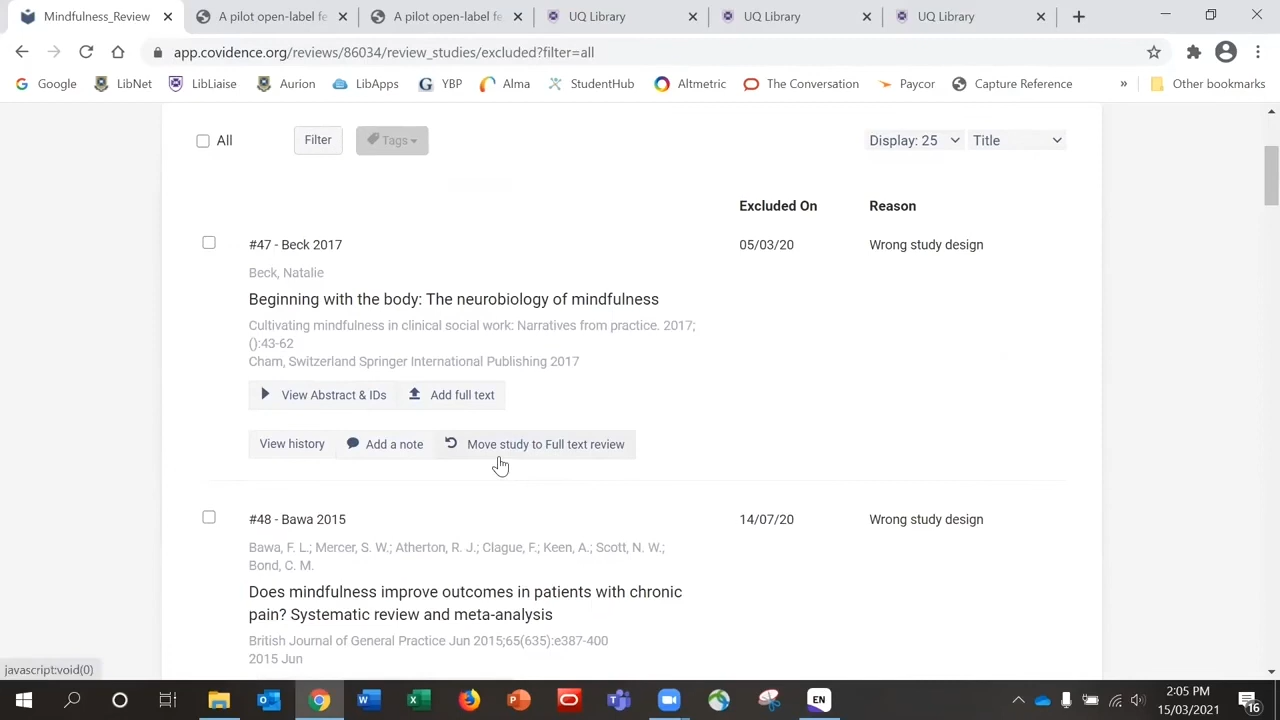 Mindfulness_Review
A pilot open-label fe
A pilot open-label fe
UQ Library
UQ Library
UQ Library
app.covidence.org/reviews/86034/review_studies/excluded?filter=all
Google
LibNet
LibLiaise
Aurion
LibApps
YBP
Alma
StudentHub
Altmetric
The Conversation
Paycor
Capture Reference
»
Other bookmarks
All
Filter
Tags
Display: 25
Title
Excluded On
Reason
#47 - Beck 2017
05/03/20
Wrong study design
Beck, Natalie
Beginning with the body: The neurobiology of mindfulness
Cultivating mindfulness in clinical social work: Narratives from practice. 2017;
():43-62
Cham, Switzerland Springer International Publishing 2017
View Abstract & IDs
Add full text
View history
Add a note
Move study to Full text review
#48 - Bawa 2015
14/07/20
Wrong study design
Bawa, F. L.; Mercer, S. W.; Atherton, R. J.; Clague, F.; Keen, A.; Scott, N. W.;
Bond, C. M.
Does mindfulness improve outcomes in patients with chronic
pain? Systematic review and meta-analysis
British Journal of General Practice Jun 2015;65(635):e387-400
2015 Jun
javascript:void(0)
EN
2:05 PM
15/03/2021
16